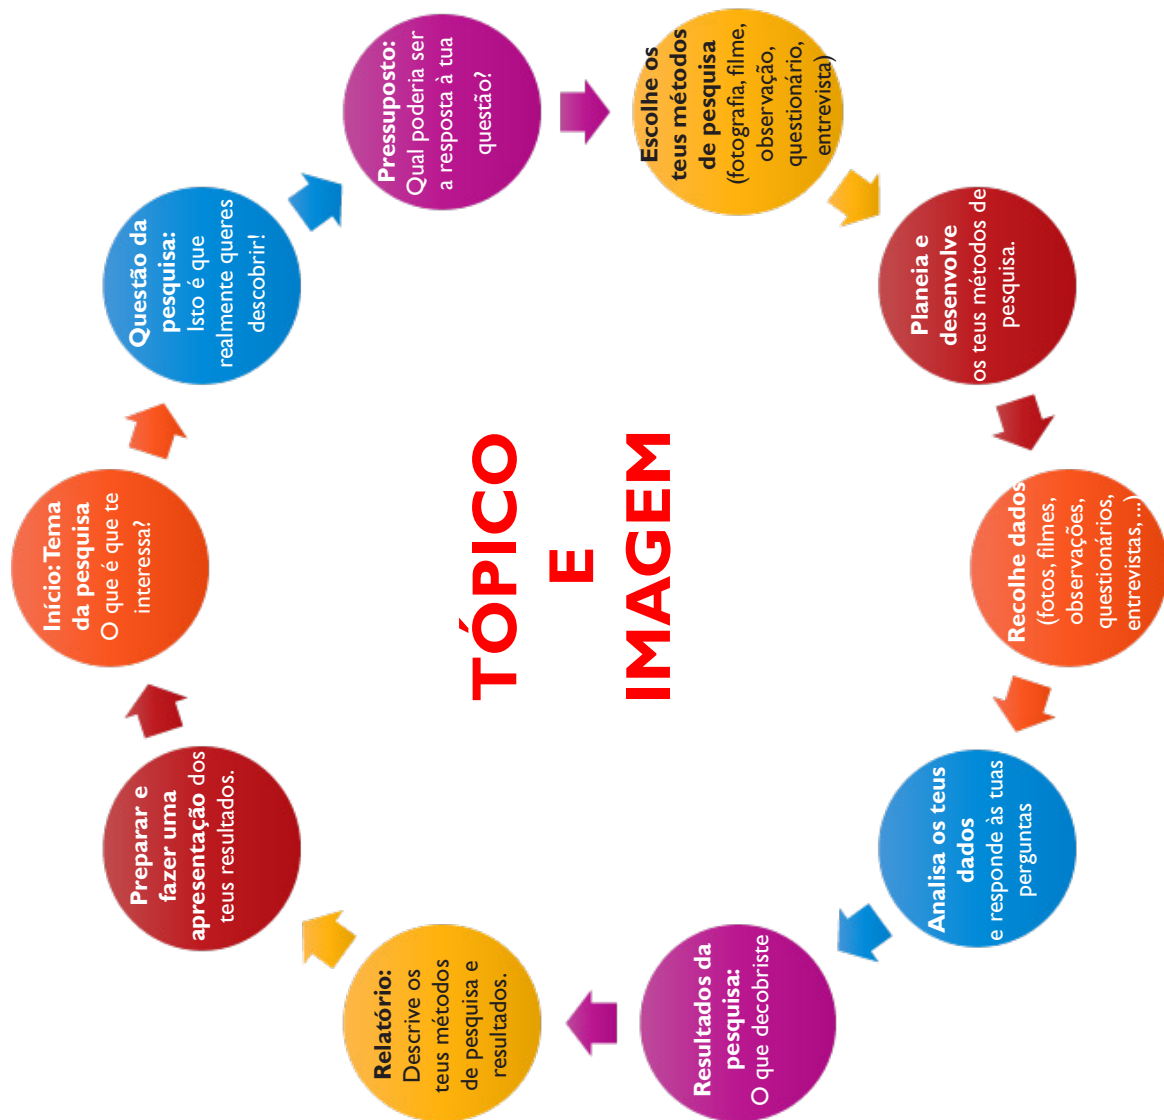 Início: Tema
da pesquisa
O que é que te
interessa?
Questão da
pesquisa:
Isto é que
realmente queres
descobrir!
Pressuposto:
Qual poderia ser
a resposta à tua
questão?
Escolhe os
teus métodos
de pesquisa
(fotografia, filme,
observação,
questionário,
entrevista)
Planeia e
desenvolve
os teus métodos de
pesquisa.
Recolhe dados
(fotos, filmes,
observações,
questionários,
entrevistas, ...)
Analisa os teus
dados
e responde às tuas
perguntas
Resultados da
pesquisa:
O que decobriste
Relatório:
Descrive os
teus métodos
de pesquisa e
resultados.
Preparar e
fazer uma
apresentação dos
teus resultados.
TÓPICO
E
IMAGEM